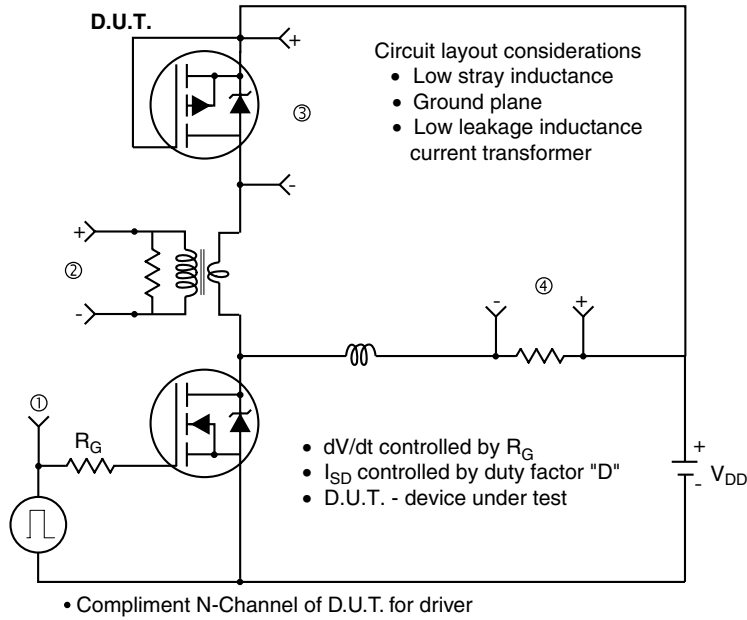 D.U.T.
+
③
-
Circuit layout considerations
• Low stray inductance
• Ground plane
• Low leakage inductance
current transformer
+
②
-
-
④
+
①
R_G
• dV/dt controlled by R_G
• I_SD controlled by duty factor "D"
• D.U.T. - device under test
+
-
V_DD
• Compliment N-Channel of D.U.T. for driver